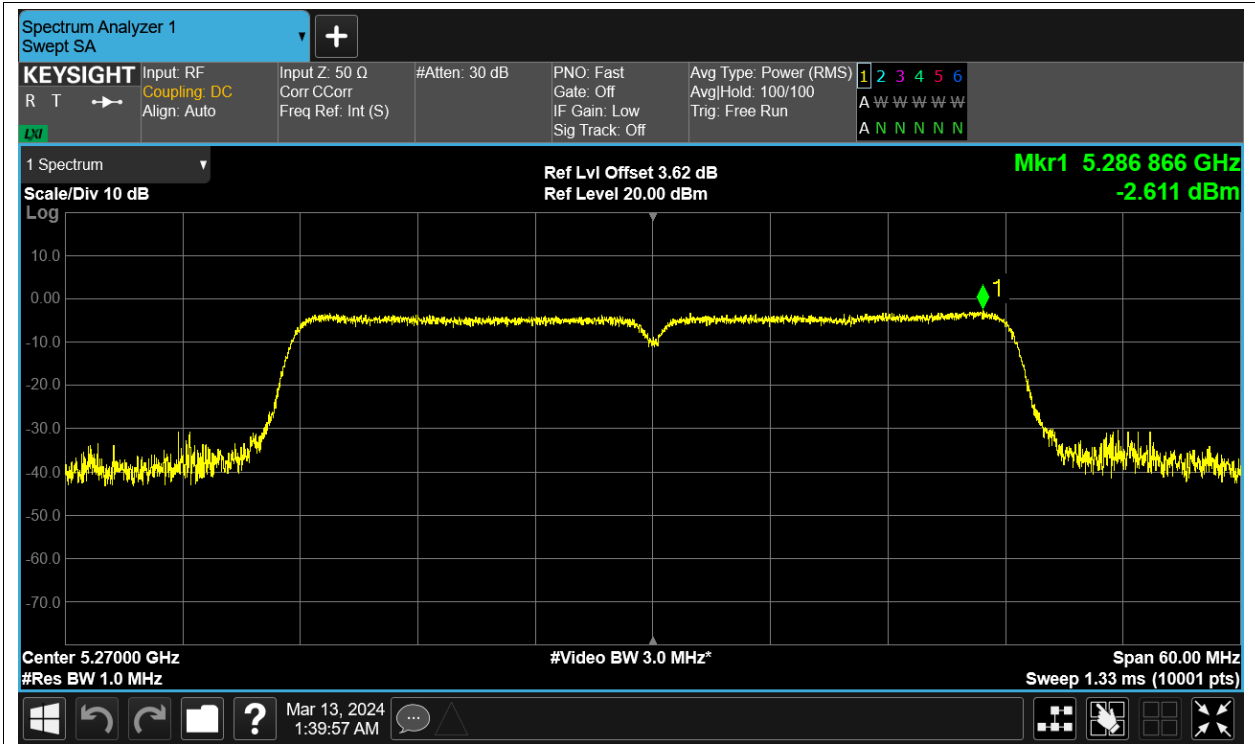 Spectrum Analyzer 1
Swept SA
KEYSIGHT
R T
LXI
Input: RF
Coupling: DC
Align: Auto
Input Z: 50 Ω
Corr CCorr
Freq Ref: Int (S)
#Atten: 30 dB
PNO: Fast
Gate: Off
IF Gain: Low
Sig Track: Off
Avg Type: Power (RMS)
Avg|Hold: 100/100
Trig: Free Run
1 2 3 4 5 6
A W W W W W
A N N N N N
1 Spectrum
Scale/Div 10 dB
Log
Ref Lvl Offset 3.62 dB
Ref Level 20.00 dBm
Mkr1 5.286 866 GHz
-2.611 dBm
10.0
0.00
-10.0
-20.0
-30.0
-40.0
-50.0
-60.0
-70.0
1
Center 5.27000 GHz
#Res BW 1.0 MHz
#Video BW 3.0 MHz*
Span 60.00 MHz
Sweep 1.33 ms (10001 pts)
?
Mar 13, 2024
1:39:57 AM